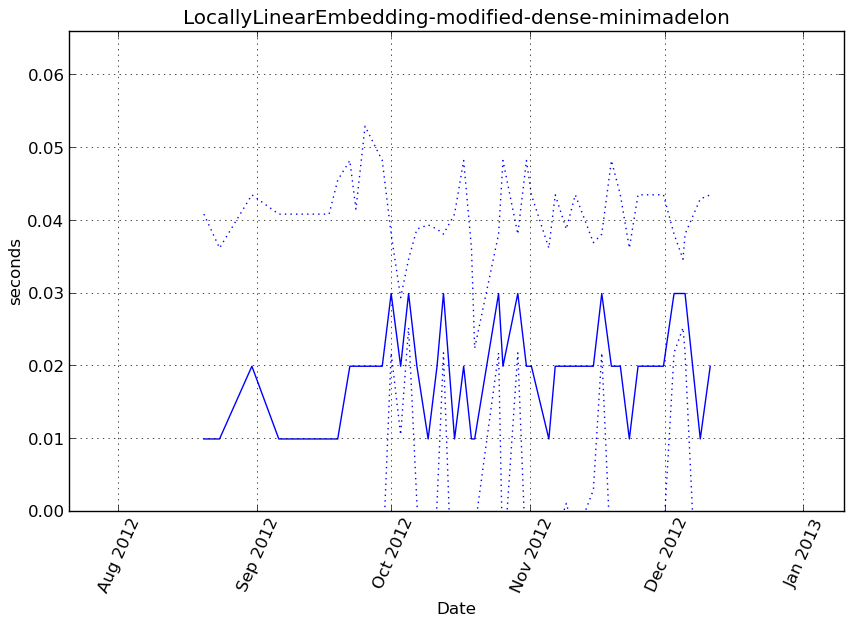 LocallyLinearEmbedding-modified-dense-minimadelon
0.06
0.05
0.04
0.03
0.02
0.01
0.00
seconds
Aug 2012
Sep 2012
Oct 2012
Nov 2012
Dec 2012
Jan 2013
Date